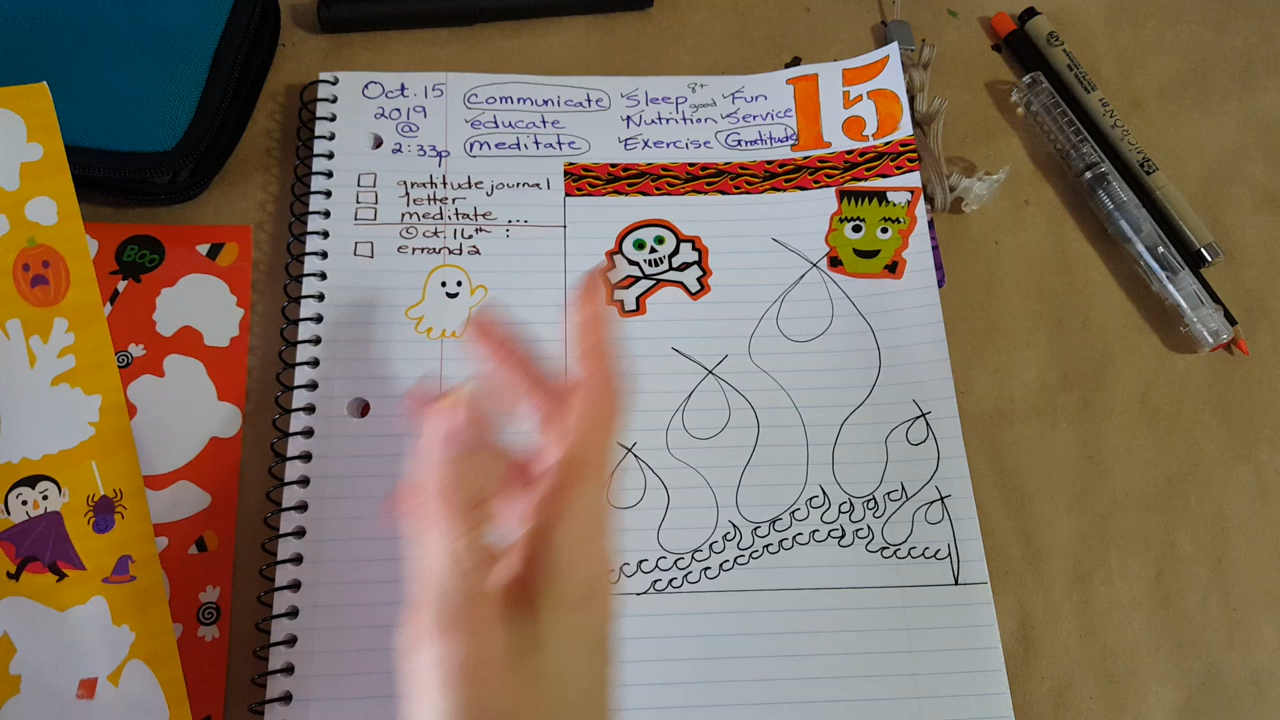 Oct. 15
2019
@
2:33p
Communicate
✓educate
meditate
✓Sleep 8+ good ✓Fun
✓Nutrition ✓Service
✓Exercise Gratitude
15
gratitude journal
letter
meditate ...
Oct. 16th :
errand 2
BOO
MICRON
01